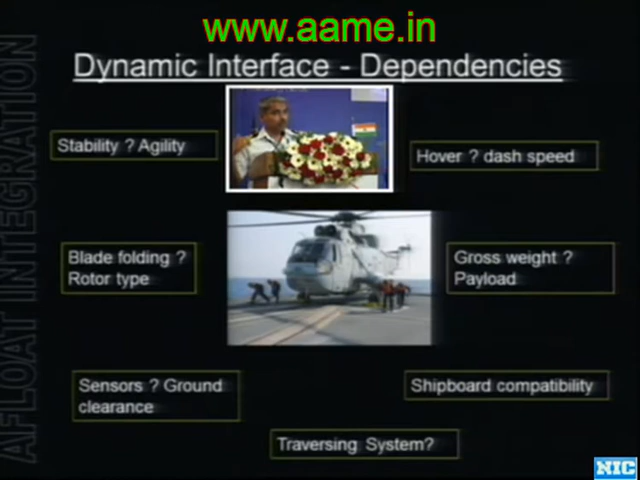 www.aame.in
Dynamic Interface - Dependencies
Stability ? Agility
Hover ? dash speed
Blade folding ?
Rotor type
Gross weight ?
Payload
Sensors ? Ground
clearance
Shipboard compatibility
Traversing System?
AFLOAT INTEGRATION
NIC